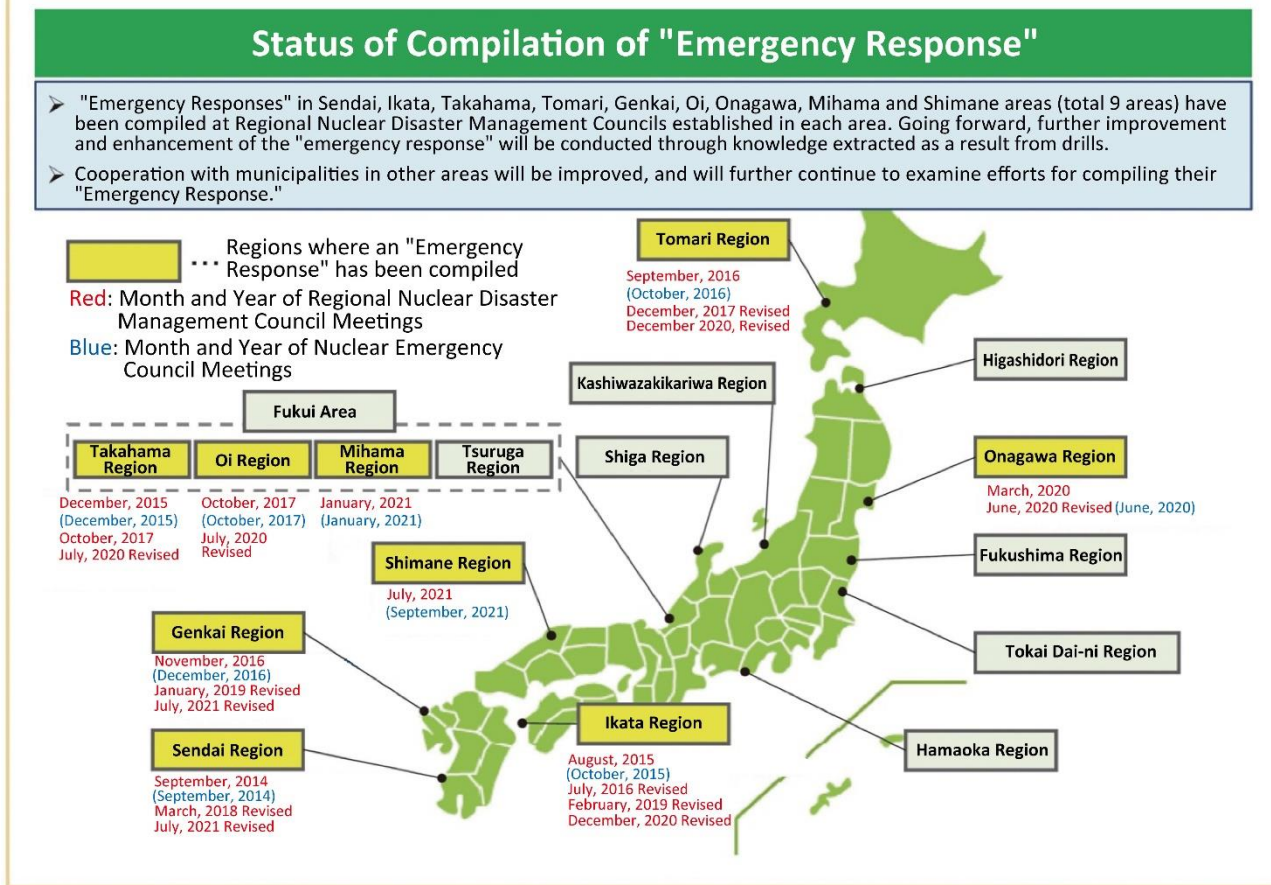 Status of Compilation of "Emergency Response"
➢ "Emergency Responses" in Sendai, Ikata, Takahama, Tomari, Genkai, Oi, Onagawa, Mihama and Shimane areas (total 9 areas) have
been compiled at Regional Nuclear Disaster Management Councils established in each area. Going forward, further improvement
and enhancement of the "emergency response" will be conducted through knowledge extracted as a result from drills.
➢ Cooperation with municipalities in other areas will be improved, and will further continue to examine efforts for compiling their
"Emergency Response."
... Regions where an "Emergency
Response" has been compiled
Red: Month and Year of Regional Nuclear Disaster
Management Council Meetings
Blue: Month and Year of Nuclear Emergency
Council Meetings
Tomari Region
September, 2016
(October, 2016)
December, 2017 Revised
December 2020, Revised
Higashidori Region
Kashiwazakikariwa Region
Fukui Area
Takahama
Region
Oi Region
Mihama
Region
Tsuruga
Region
December, 2015
(December, 2015)
October, 2017
July, 2020 Revised
October, 2017
(October, 2017)
July, 2020
Revised
January, 2021
(January, 2021)
Shiga Region
Onagawa Region
March, 2020
June, 2020 Revised (June, 2020)
Fukushima Region
Shimane Region
July, 2021
(September, 2021)
Genkai Region
November, 2016
(December, 2016)
January, 2019 Revised
July, 2021 Revised
Tokai Dai-ni Region
Sendai Region
September, 2014
(September, 2014)
March, 2018 Revised
July, 2021 Revised
Ikata Region
August, 2015
(October, 2015)
July, 2016 Revised
February, 2019 Revised
December, 2020 Revised
Hamaoka Region